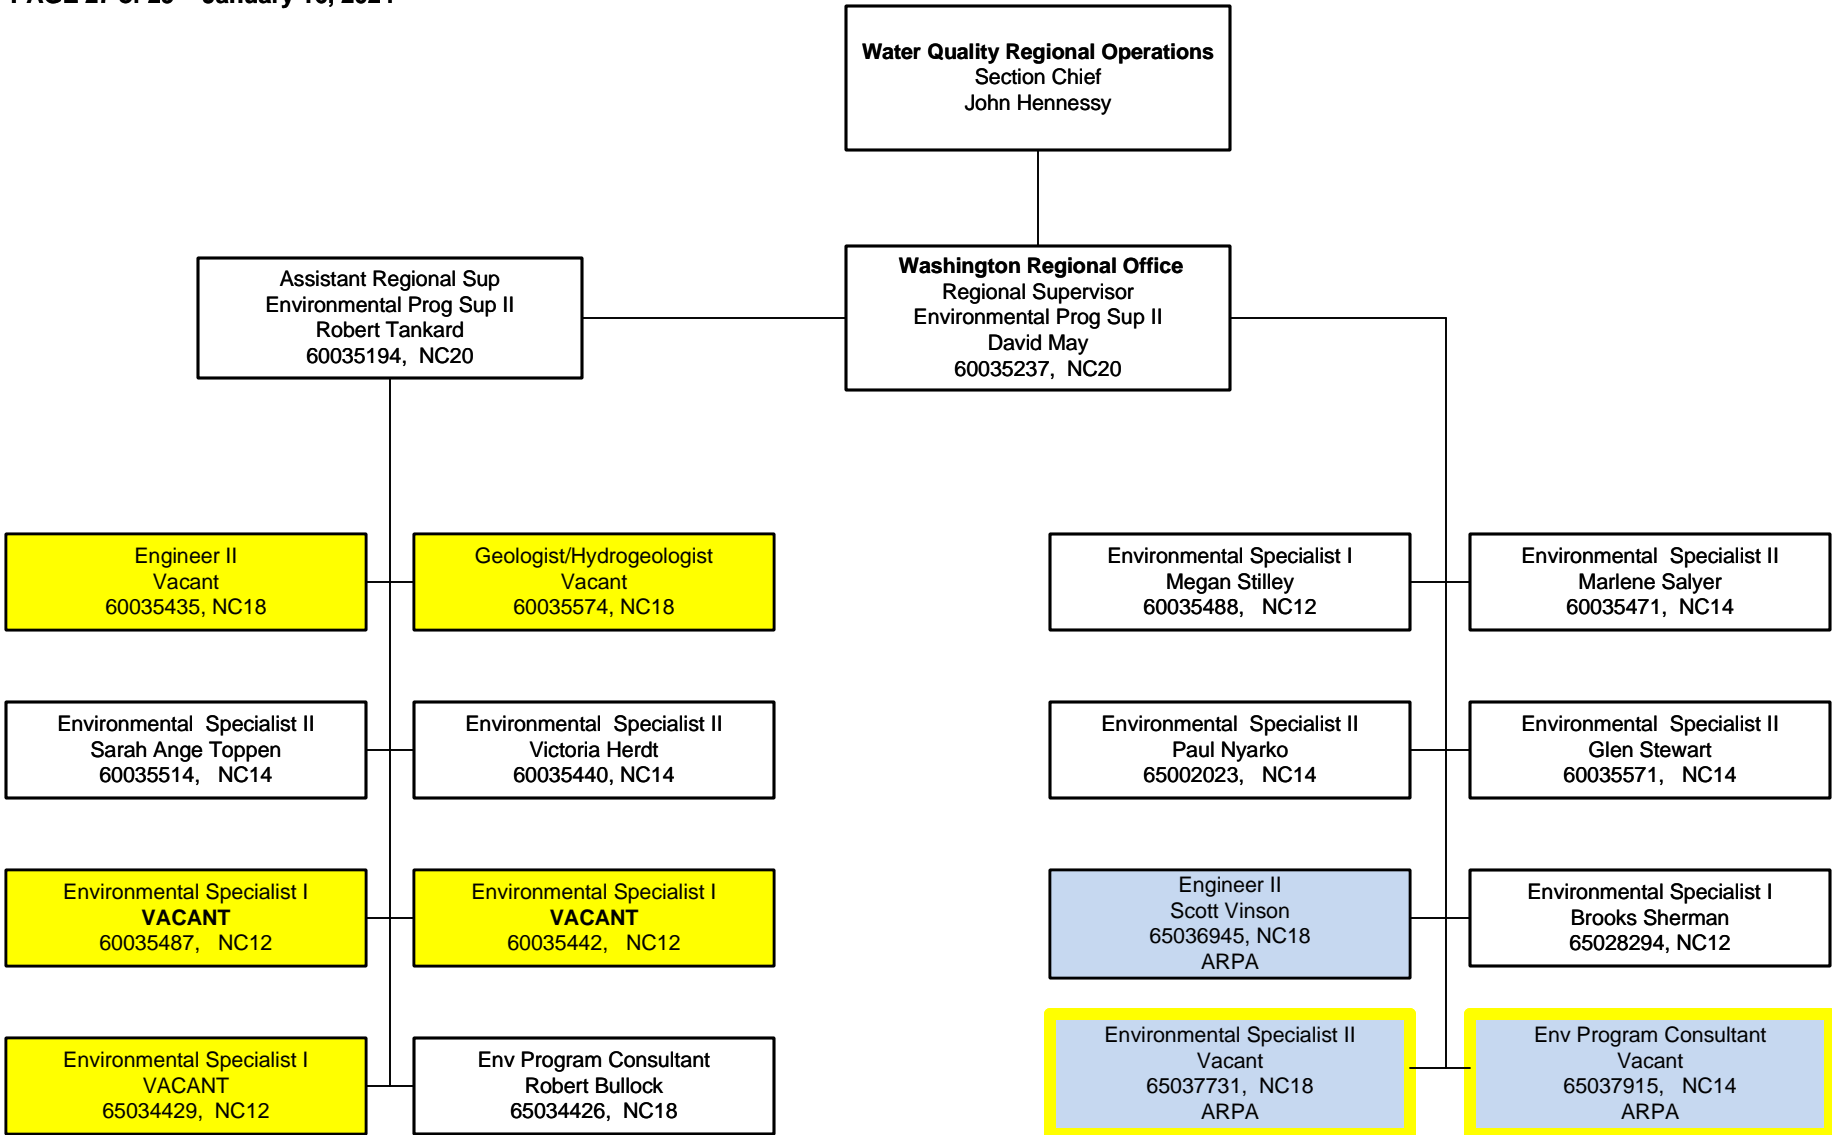 Water Quality Regional Operations
Section Chief
John Hennessy
Assistant Regional Sup
Environmental Prog Sup II
Robert Tankard
60035194, NC20
Washington Regional Office
Regional Supervisor
Environmental Prog Sup II
David May
60035237, NC20
Engineer II
Vacant
60035435, NC18
Geologist/Hydrogeologist
Vacant
60035574, NC18
Environmental Specialist I
Megan Stilley
60035488, NC12
Environmental Specialist II
Marlene Salyer
60035471, NC14
Environmental Specialist II
Sarah Ange Toppen
60035514, NC14
Environmental Specialist II
Victoria Herdt
60035440, NC14
Environmental Specialist II
Paul Nyarko
65002023, NC14
Environmental Specialist II
Glen Stewart
60035571, NC14
Environmental Specialist I
VACANT
60035487, NC12
Environmental Specialist I
VACANT
60035442, NC12
Engineer II
Scott Vinson
65036945, NC18
ARPA
Environmental Specialist I
Brooks Sherman
65028294, NC12
Environmental Specialist I
VACANT
65034429, NC12
Env Program Consultant
Robert Bullock
65034426, NC18
Environmental Specialist II
Vacant
65037731, NC18
ARPA
Env Program Consultant
Vacant
65037915, NC14
ARPA